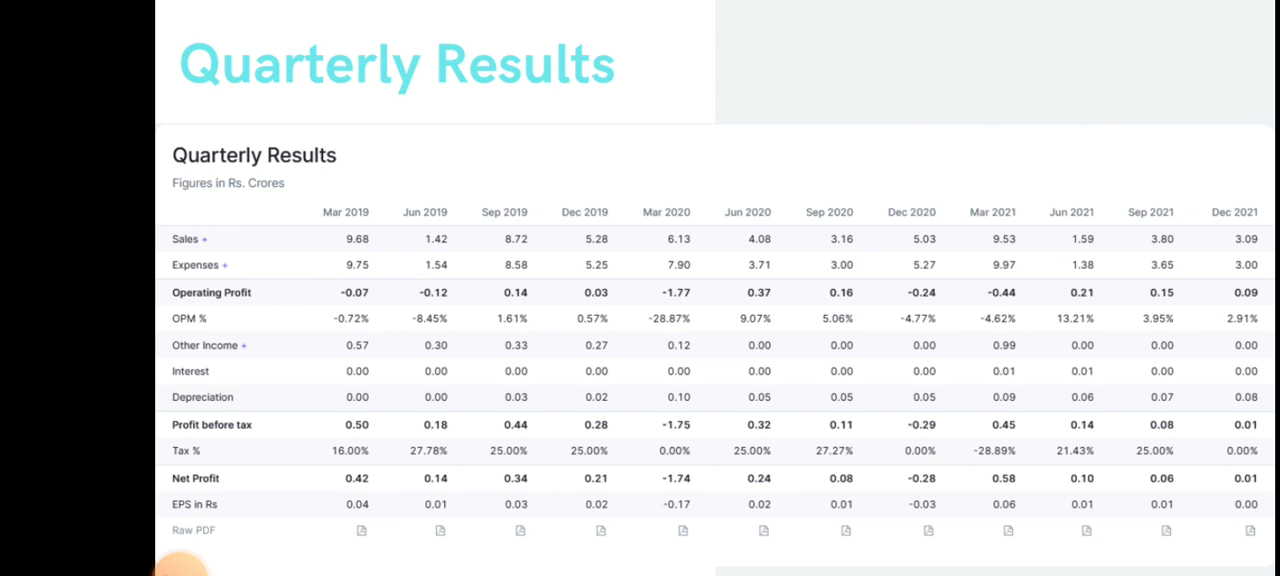 Quarterly Results
Quarterly Results
Figures in Rs. Crores
Mar 2019 Jun 2019 Sep 2019 Dec 2019 Mar 2020 Jun 2020 Sep 2020 Dec 2020 Mar 2021 Jun 2021 Sep 2021 Dec 2021
Sales + 9.68 1.42 8.72 5.28 6.13 4.08 3.16 5.03 9.53 1.59 3.80 3.09
Expenses + 9.75 1.54 8.58 5.25 7.90 3.71 3.00 5.27 9.97 1.38 3.65 3.00
Operating Profit -0.07 -0.12 0.14 0.03 -1.77 0.37 0.16 -0.24 -0.44 0.21 0.15 0.09
OPM % -0.72% -8.45% 1.61% 0.57% -28.87% 9.07% 5.06% -4.77% -4.62% 13.21% 3.95% 2.91%
Other Income + 0.57 0.30 0.33 0.27 0.12 0.00 0.00 0.00 0.99 0.00 0.00 0.00
Interest 0.00 0.00 0.00 0.00 0.00 0.00 0.00 0.00 0.01 0.01 0.00 0.00
Depreciation 0.00 0.00 0.03 0.02 0.10 0.05 0.05 0.05 0.09 0.06 0.07 0.08
Profit before tax 0.50 0.18 0.44 0.28 -1.75 0.32 0.11 -0.29 0.45 0.14 0.08 0.01
Tax % 16.00% 27.78% 25.00% 25.00% 0.00% 25.00% 27.27% 0.00% -28.89% 21.43% 25.00% 0.00%
Net Profit 0.42 0.14 0.34 0.21 -1.74 0.24 0.08 -0.28 0.58 0.10 0.06 0.01
EPS in Rs 0.04 0.01 0.03 0.02 -0.17 0.02 0.01 -0.03 0.06 0.01 0.01 0.00
Raw PDF